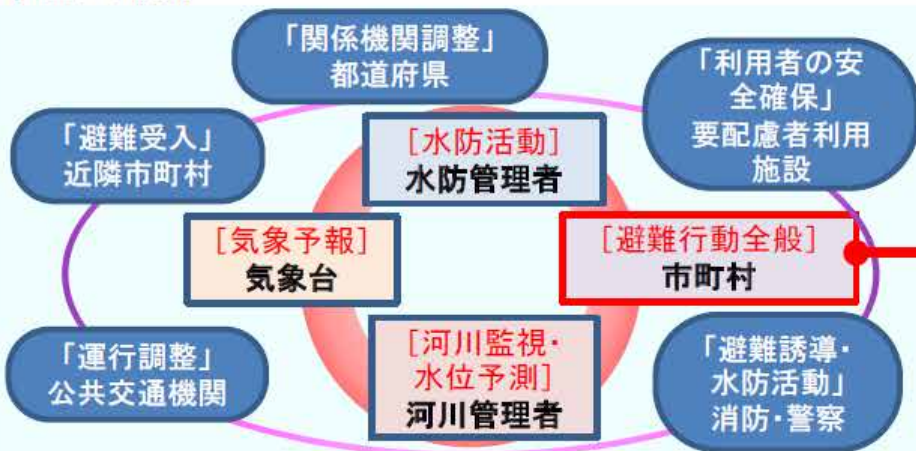 「関係機関調整」
都道府県
「利用者の安
全確保」
要配慮者利用
施設
「避難受入」
近隣市町村
[水防活動]
水防管理者
[気象予報]
気象台
[避難行動全般]
市町村
[河川監視・
水位予測]
河川管理者
「運行調整」
公共交通機関
「避難誘導・
水防活動」
消防・警察